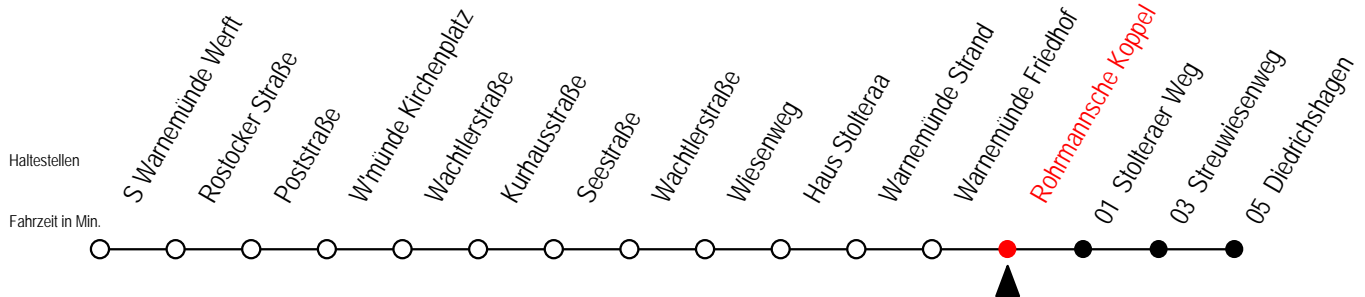 S Warnemünde Werft
Rostocker Straße
Poststraße
W'münde Kirchenplatz
Wachtlerstraße
Kurhausstraße
Seestraße
Wachtlerstraße
Wiesenweg
Haus Stolteraa
Warnemünde Strand
Warnemünde Friedhof
Rohrmannsche Koppel
01 Stolteraer Weg
03 Streuwiesenweg
05 Diedrichshagen
Haltestellen
Fahrzeit in Min.